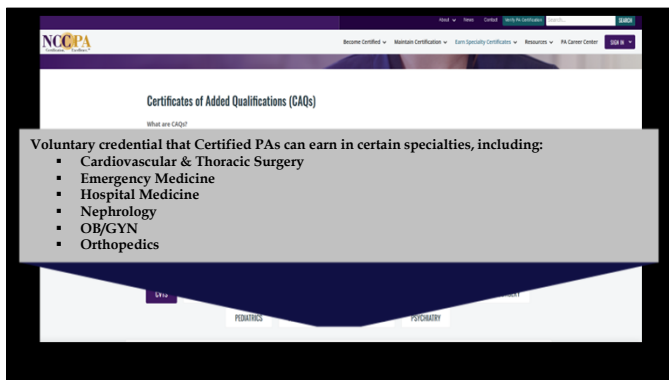 About News Contact Verify PA Certification Search... SEARCH
NCCPA
Become Certified Maintain Certification Earn Specialty Certificates Resources PA Career Center SIGN IN
Certificates of Added Qualifications (CAQs)
What are CAQs?
Voluntary credential that Certified PAs can earn in certain specialties, including:
▪ Cardiovascular & Thoracic Surgery
▪ Emergency Medicine
▪ Hospital Medicine
▪ Nephrology
▪ OB/GYN
▪ Orthopedics
PEDIATRICS PSYCHIATRY